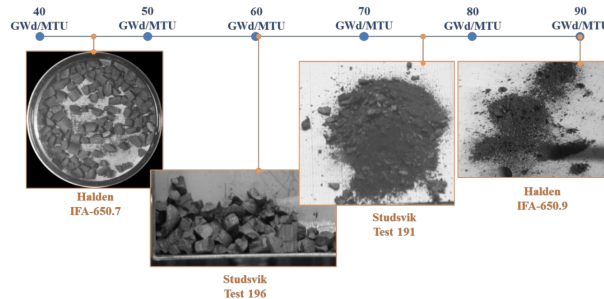 40
GWd/MTU
50
GWd/MTU
60
GWd/MTU
70
GWd/MTU
80
GWd/MTU
90
GWd/MTU
Halden
IFA-650.7
Studsvik
Test 196
Studsvik
Test 191
Halden
IFA-650.9